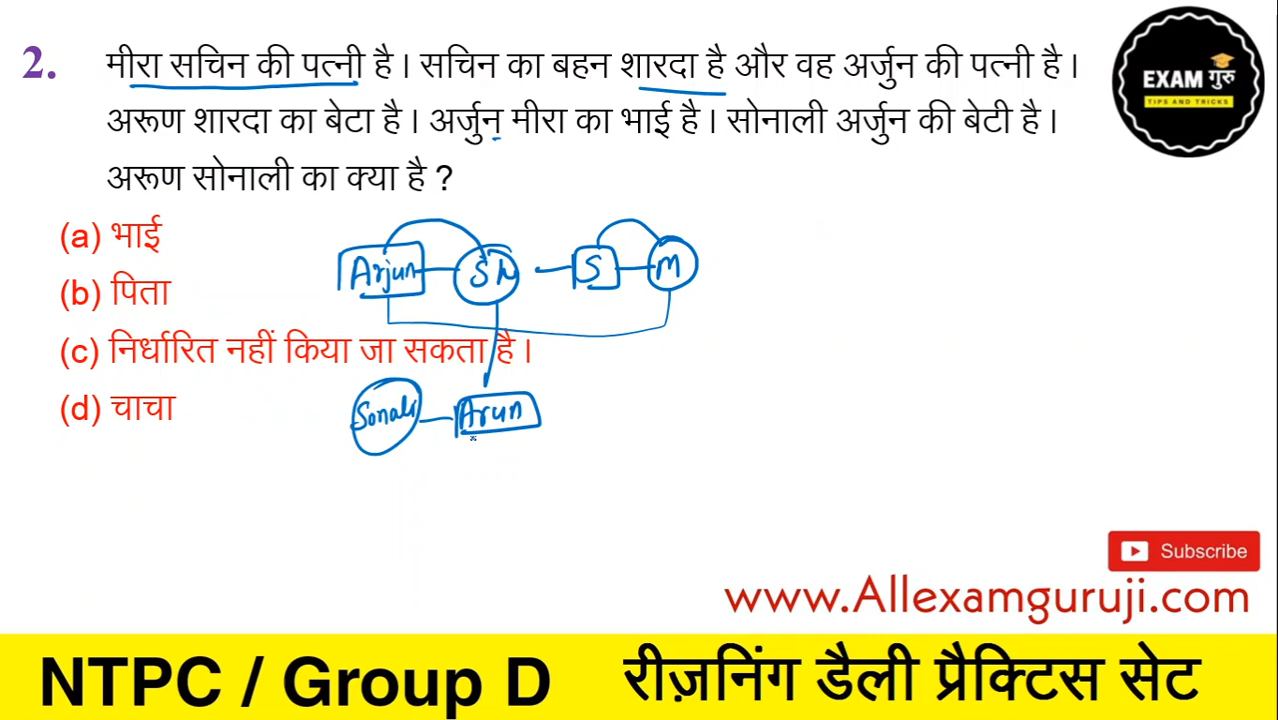 2. मीरा सचिन की पत्नी है। सचिन का बहन शारदा है और वह अर्जुन की पत्नी है।
अरूण शारदा का बेटा है। अर्जुन मीरा का भाई है। सोनाली अर्जुन की बेटी है।
अरूण सोनाली का क्या है ?
EXAM गुरु
TIPS AND TRICKS
(a) भाई
(b) पिता
(c) निर्धारित नहीं किया जा सकता है।
(d) चाचा
Arjun Sh S M
Sonali Arun
Subscribe
www.Allexamguruji.com
NTPC / Group D रीज़निंग डैली प्रैक्टिस सेट